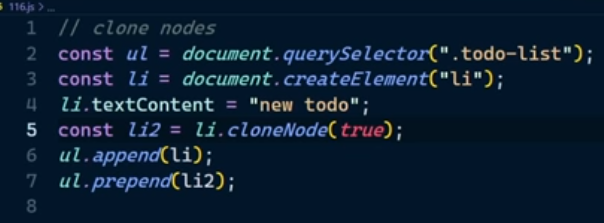 116.js > ...
1 // clone nodes
2 const ul = document.querySelector(".todo-list");
3 const li = document.createElement("li");
4 li.textContent = "new todo";
5 const li2 = li.cloneNode(true);
6 ul.append(li);
7 ul.prepend(li2);
8